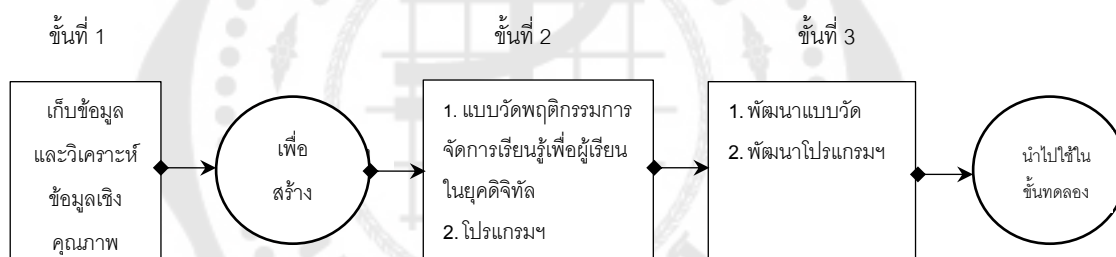 ขั้นที่ 1
ขั้นที่ 2
ขั้นที่ 3
เก็บข้อมูล
และวิเคราะห์
ข้อมูลเชิง
คุณภาพ
เพื่อ
สร้าง
1. แบบวัดพฤติกรรมการ
จัดการเรียนรู้เพื่อผู้เรียน
ในยุคดิจิทัล
2. โปรแกรมฯ
1. พัฒนาแบบวัด
2. พัฒนาโปรแกรมฯ
นำไปใช้ใน
ขั้นทดลอง